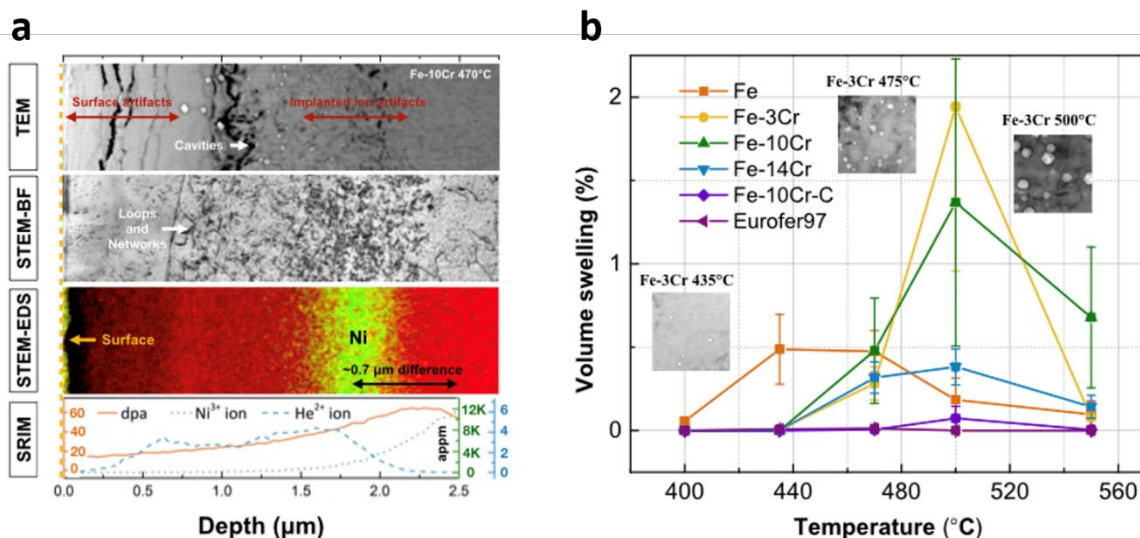 a
TEM
Fe-10Cr 470°C
Surface artifacts
Implanted ion artifacts
Cavities
STEM-BF
Loops
and
Networks
STEM-EDS
Surface
Ni
~0.7 μm difference
SRIM
dpa
Ni3+ ion
He2+ ion
60
40
20
0
appm
12K
8K
4K
0
6
4
2
0
0.0 0.5 1.0 1.5 2.0 2.5
Depth (μm)
b
Volume swelling (%)
2
1
0
Fe
Fe-3Cr
Fe-10Cr
Fe-14Cr
Fe-10Cr-C
Eurofer97
Fe-3Cr 475°C
Fe-3Cr 500°C
Fe-3Cr 435°C
400 440 480 520 560
Temperature (°C)